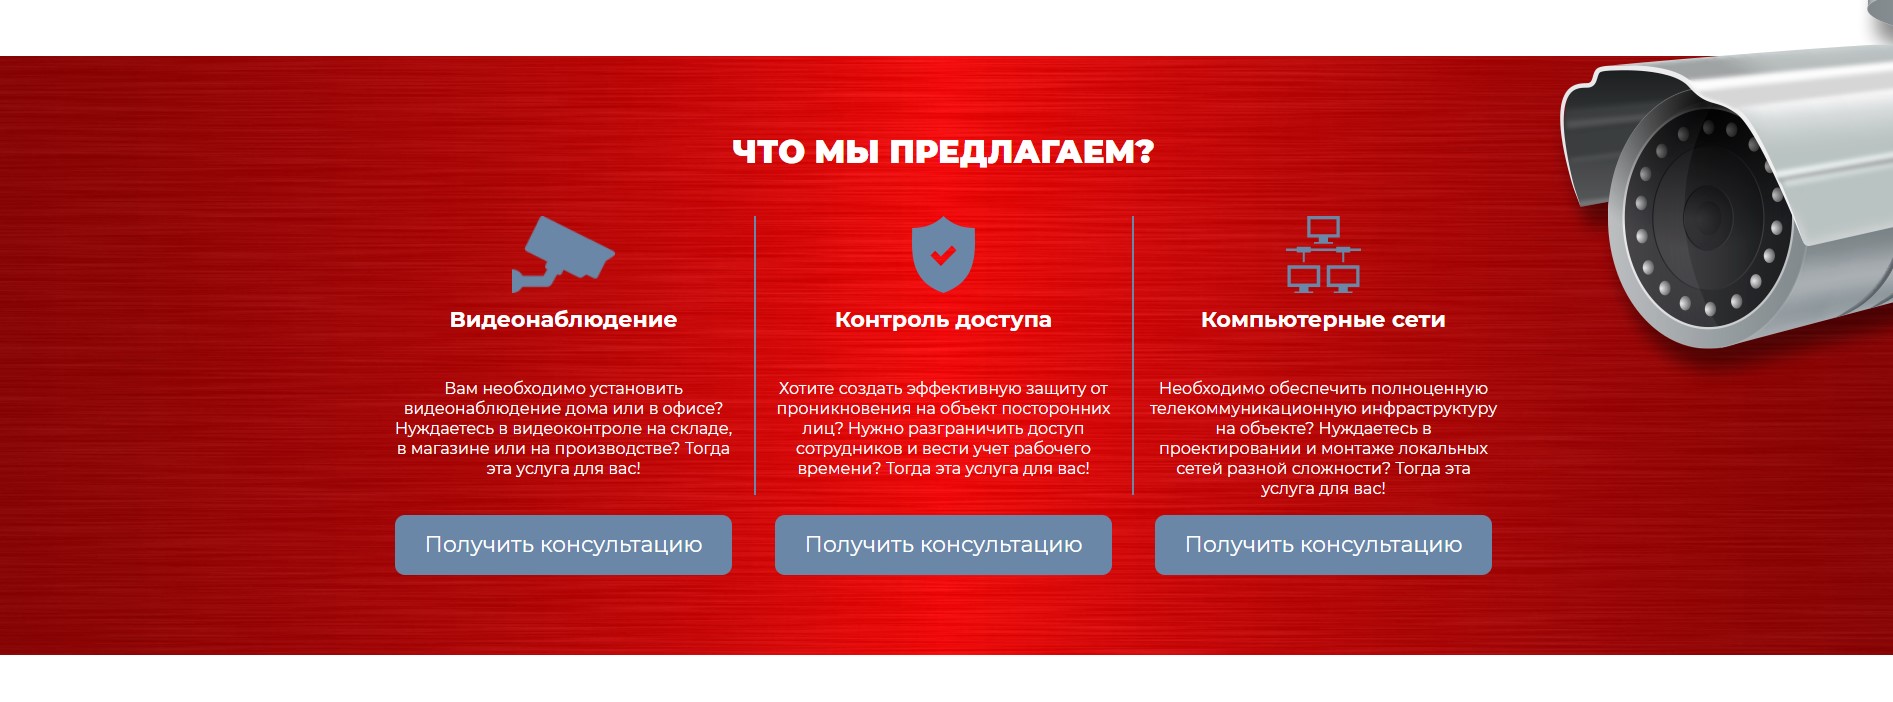 ЧТО МЫ ПРЕДЛАГАЕМ?
Видеонаблюдение
Вам необходимо установить
видеонаблюдение дома или в офисе?
Нуждаетесь в видеоконтроле на складе,
в магазине или на производстве? Тогда
эта услуга для вас!
Получить консультацию
Контроль доступа
Хотите создать эффективную защиту от
проникновения на объект посторонних
лиц? Нужно разграничить доступ
сотрудников и вести учет рабочего
времени? Тогда эта услуга для вас!
Получить консультацию
Компьютерные сети
Необходимо обеспечить полноценную
телекоммуникационную инфраструктуру
на объекте? Нуждаетесь в
проектировании и монтаже локальных
сетей разной сложности? Тогда эта
услуга для вас!
Получить консультацию